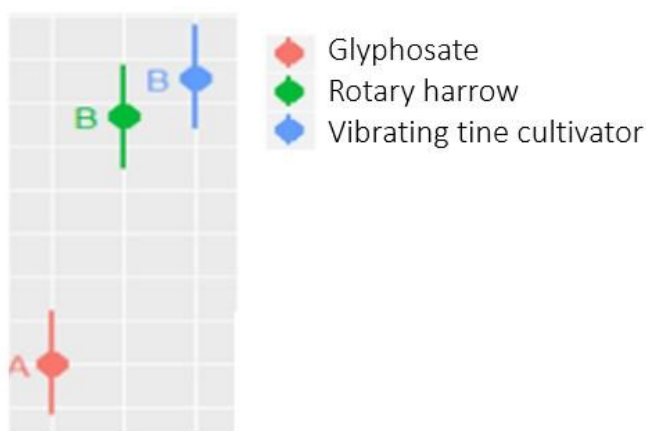 B
B
A
Glyphosate
Rotary harrow
Vibrating tine cultivator